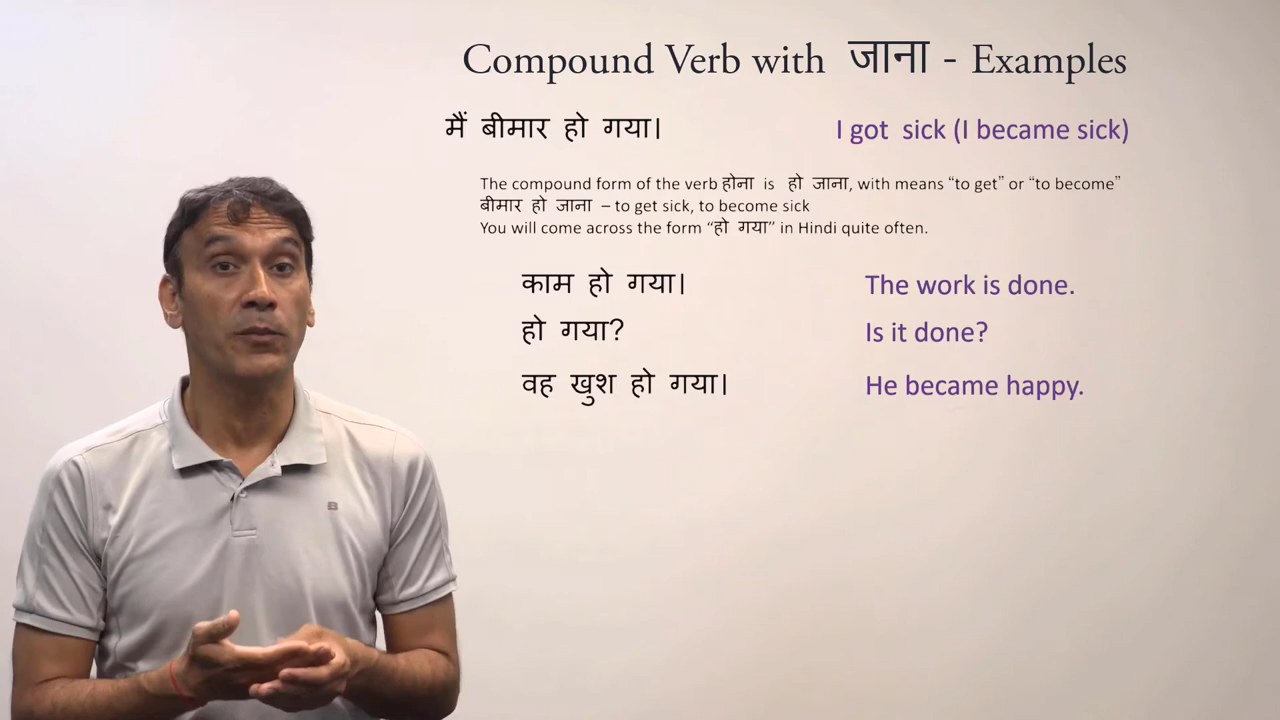 Compound Verb with जाना - Examples
मैं बीमार हो गया। I got sick (I became sick)
The compound form of the verb होना is हो जाना, with means “to get” or “to become”
बीमार हो जाना – to get sick, to become sick
You will come across the form “हो गया” in Hindi quite often.
काम हो गया। The work is done.
हो गया? Is it done?
वह खुश हो गया। He became happy.
B